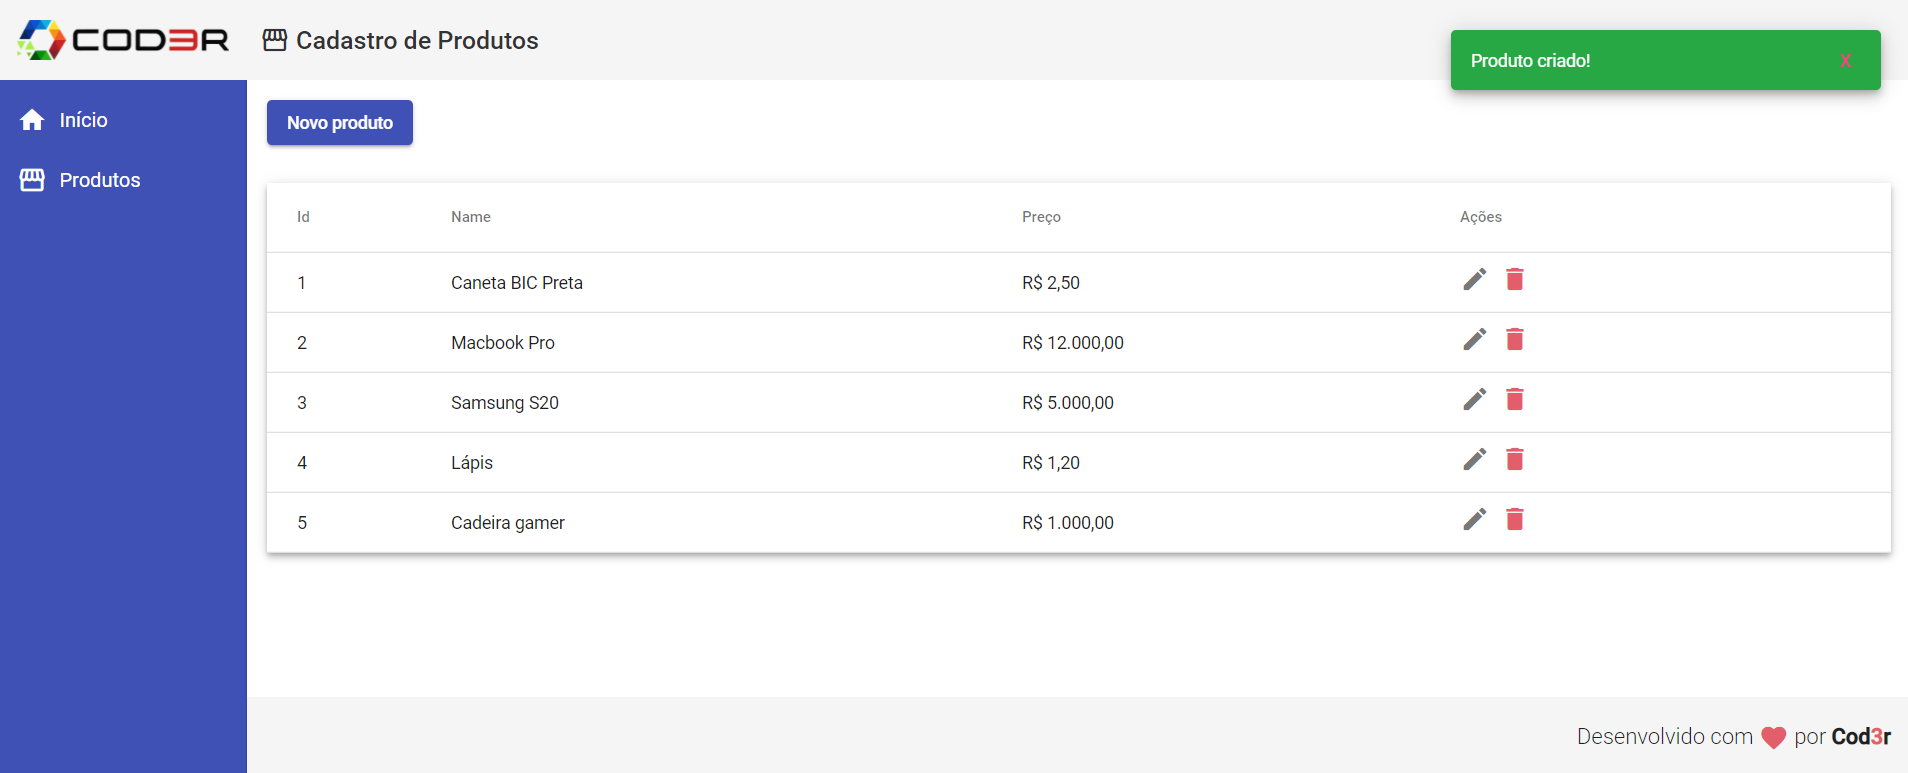 COD3R
Cadastro de Produtos
Produto criado!
X
Início
Produtos
Novo produto
Id Name Preço Ações
1 Caneta BIC Preta R$ 2,50
2 Macbook Pro R$ 12.000,00
3 Samsung S20 R$ 5.000,00
4 Lápis R$ 1,20
5 Cadeira gamer R$ 1.000,00
Desenvolvido com por Cod3r